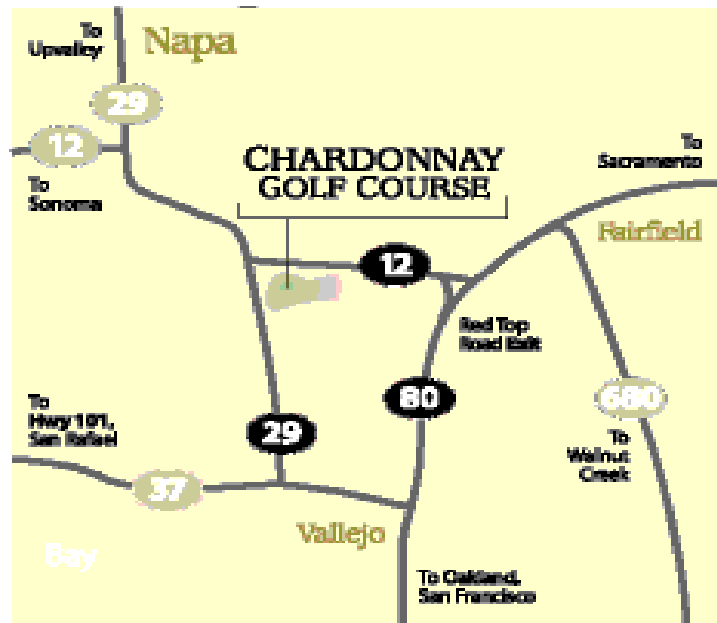 To
Upvalley
Napa
29
12
To
Sonoma
CHARDONNAY
GOLF COURSE
To
Sacramento
Fairfield
12
Red Top
Road Exit
80
680
To
Hwy 101,
San Rafael
29
To
Walnut
Creek
37
Vallejo
Bay
To Oakland,
San Francisco